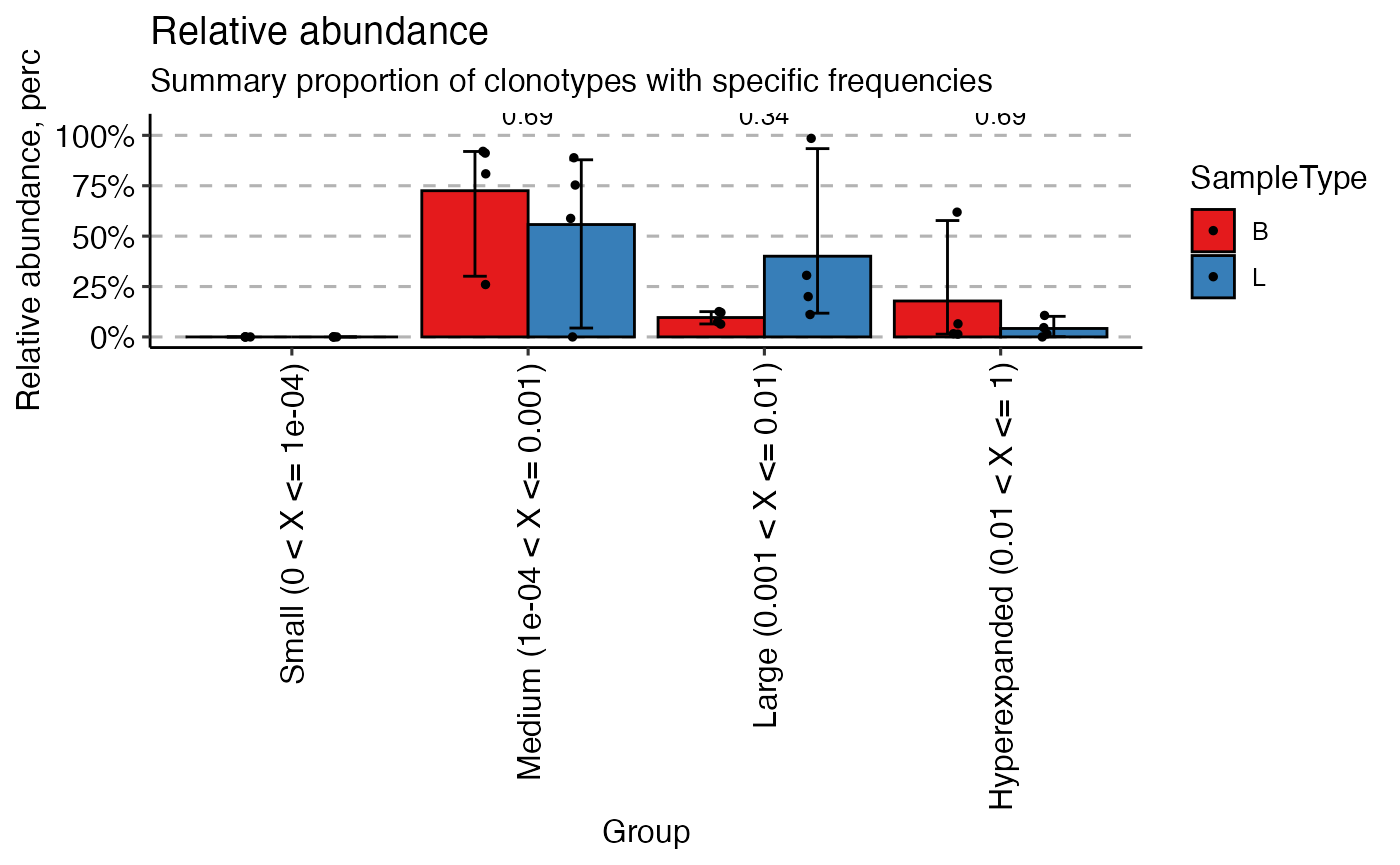 Relative abundance
Summary proportion of clonotypes with specific frequencies
Relative abundance, perc
100%
75%
50%
25%
0%
0.69
0.34
0.69
Small (0 < X <= 1e-04)
Medium (1e-04 < X <= 0.001)
Large (0.001 < X <= 0.01)
Hyperexpanded (0.01 < X <= 1)
Group
SampleType
B
L